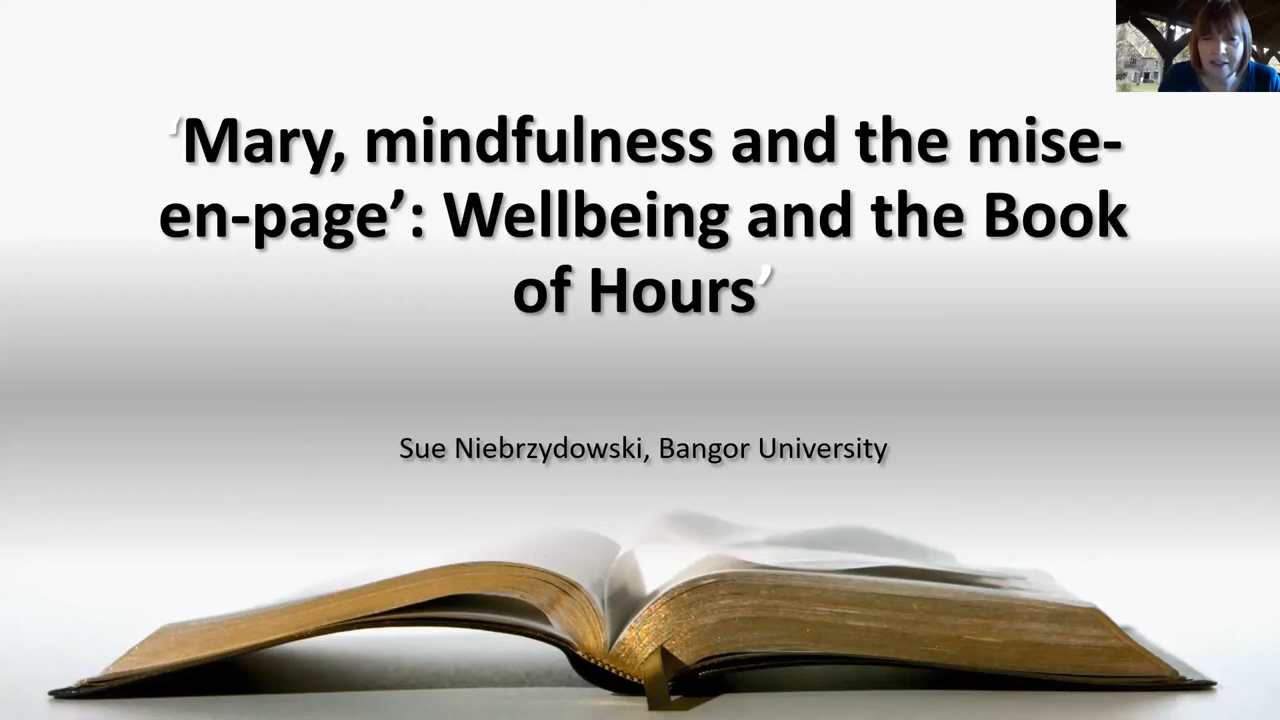 ‘Mary, mindfulness and the mise-
en-page’: Wellbeing and the Book
of Hours’
Sue Niebrzydowski, Bangor University